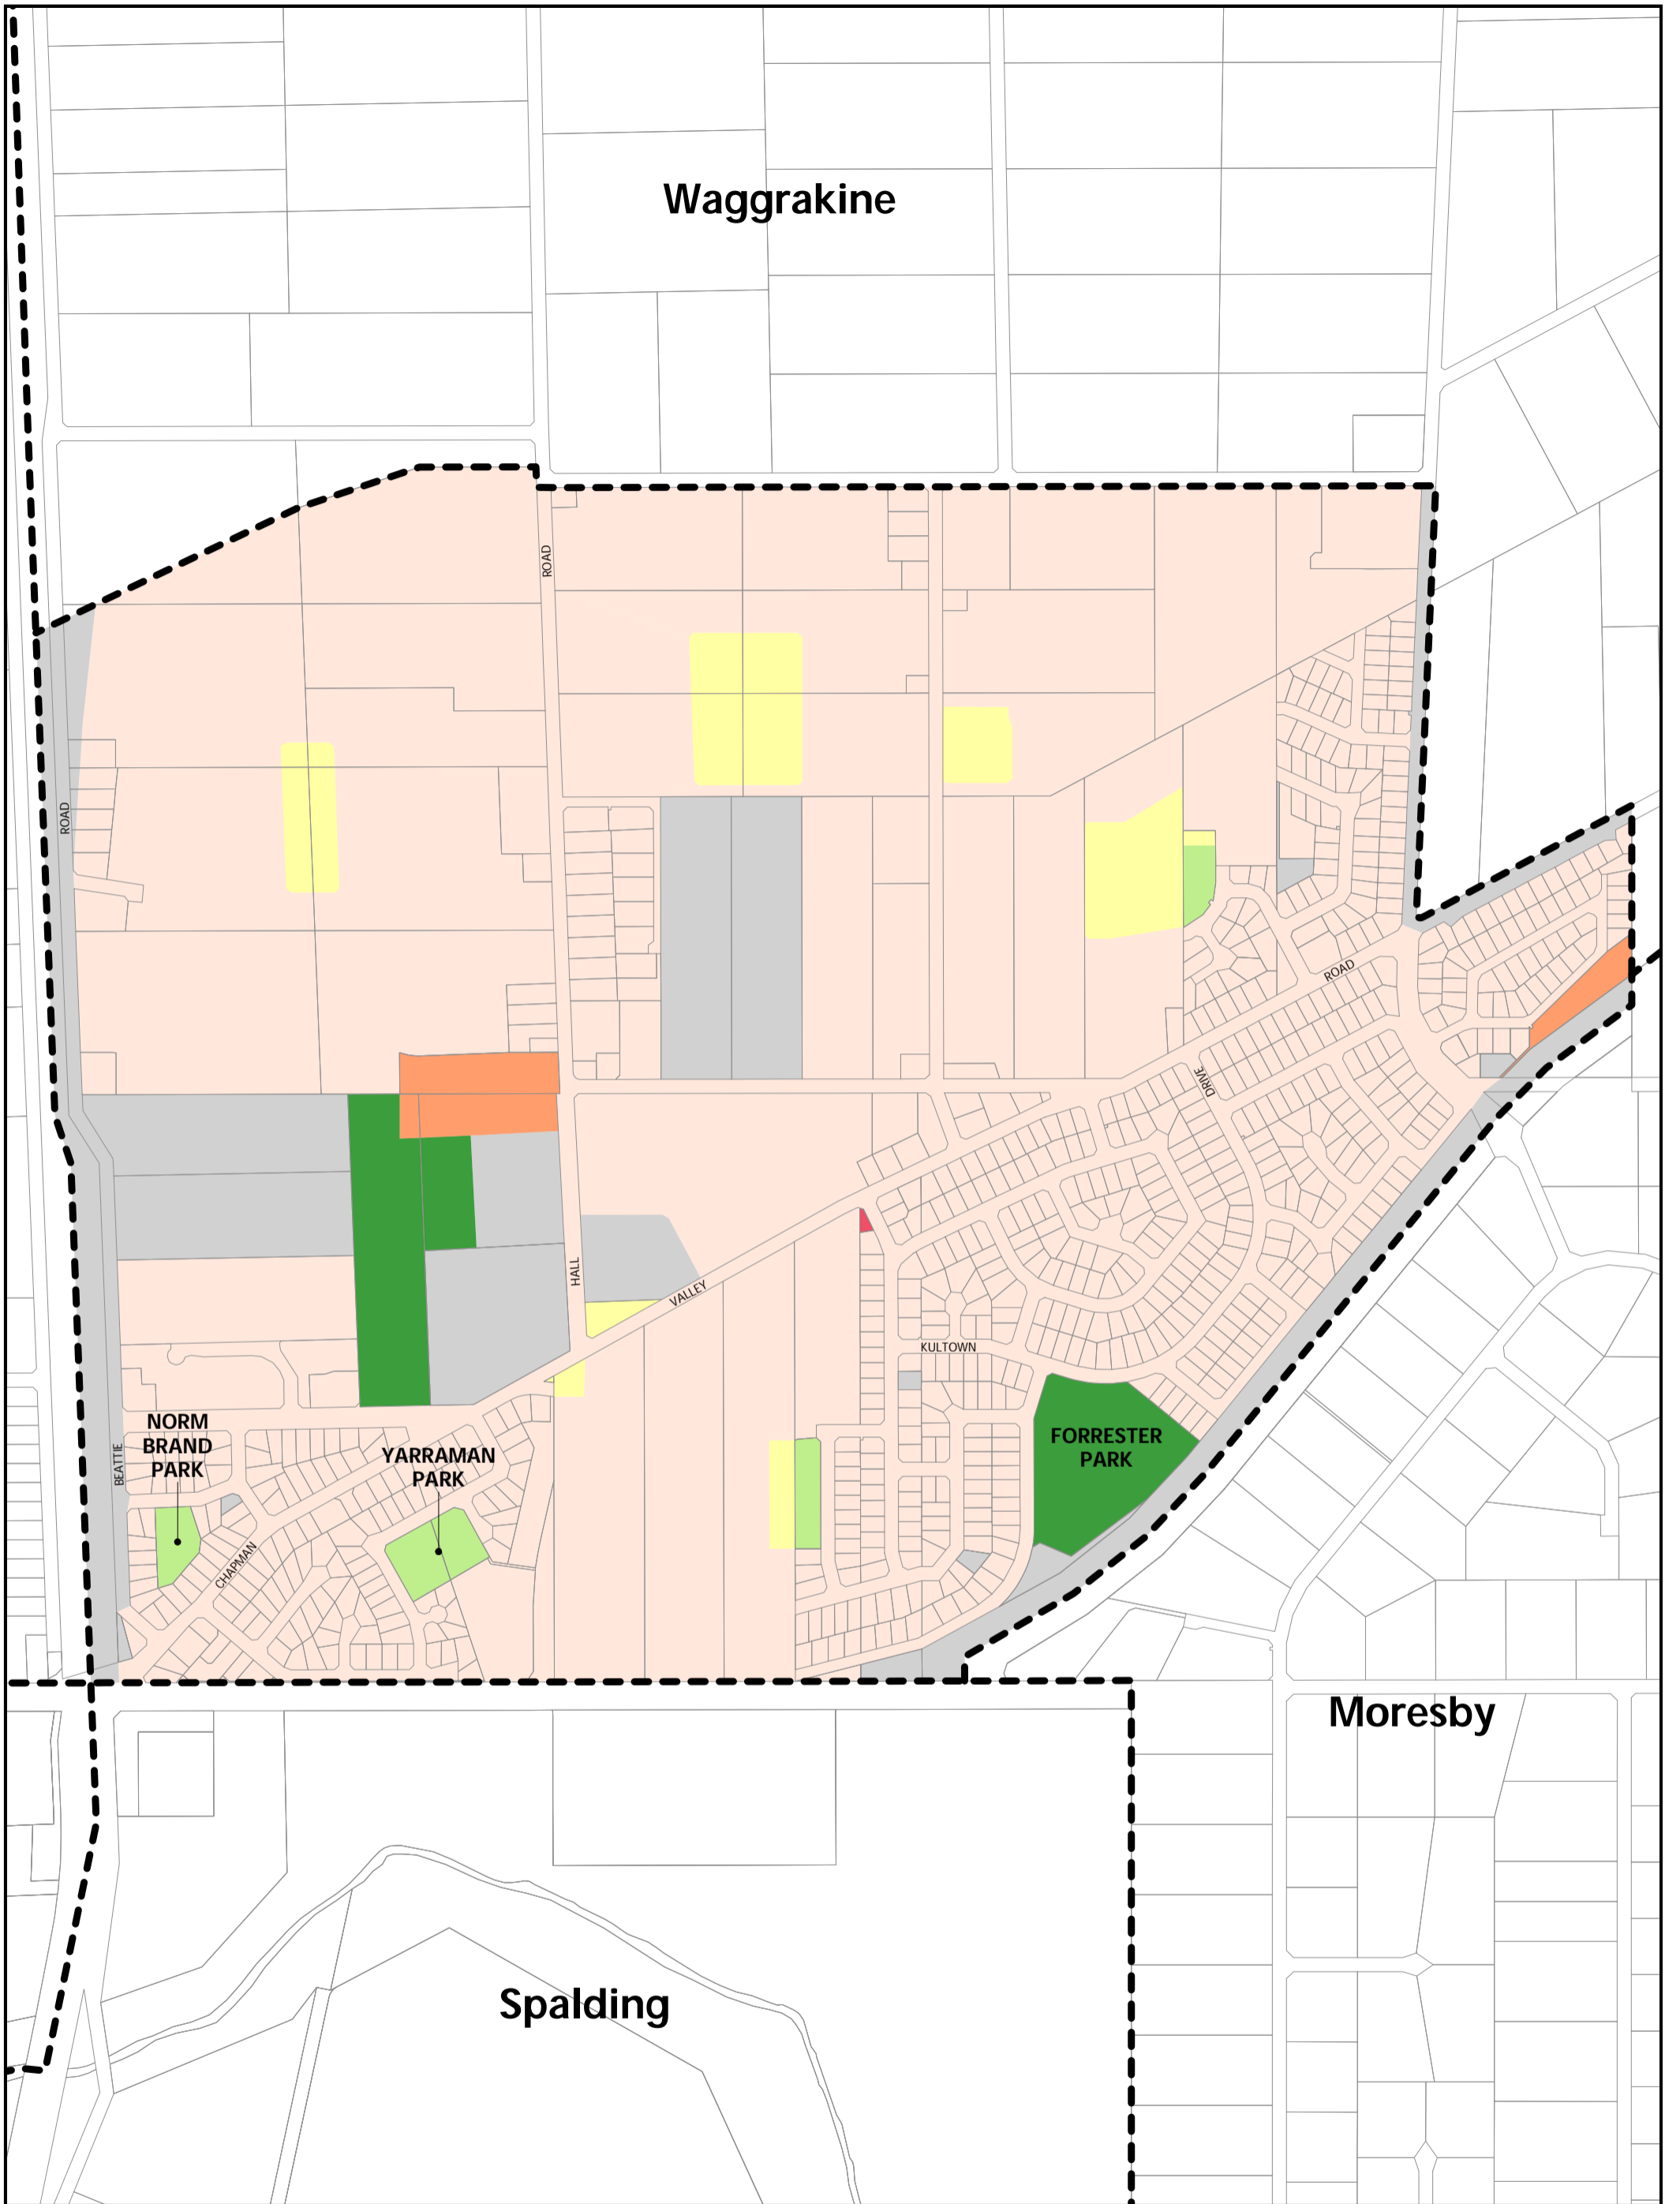 Waggrakine
ROAD
ROAD
ROAD
DRIVE
HALL
VALLEY
KULTOWN
NORM
BRAND
PARK
YARRAMAN
PARK
FORRESTER
PARK
BEATTIE
CHAPMAN
Moresby
Spalding